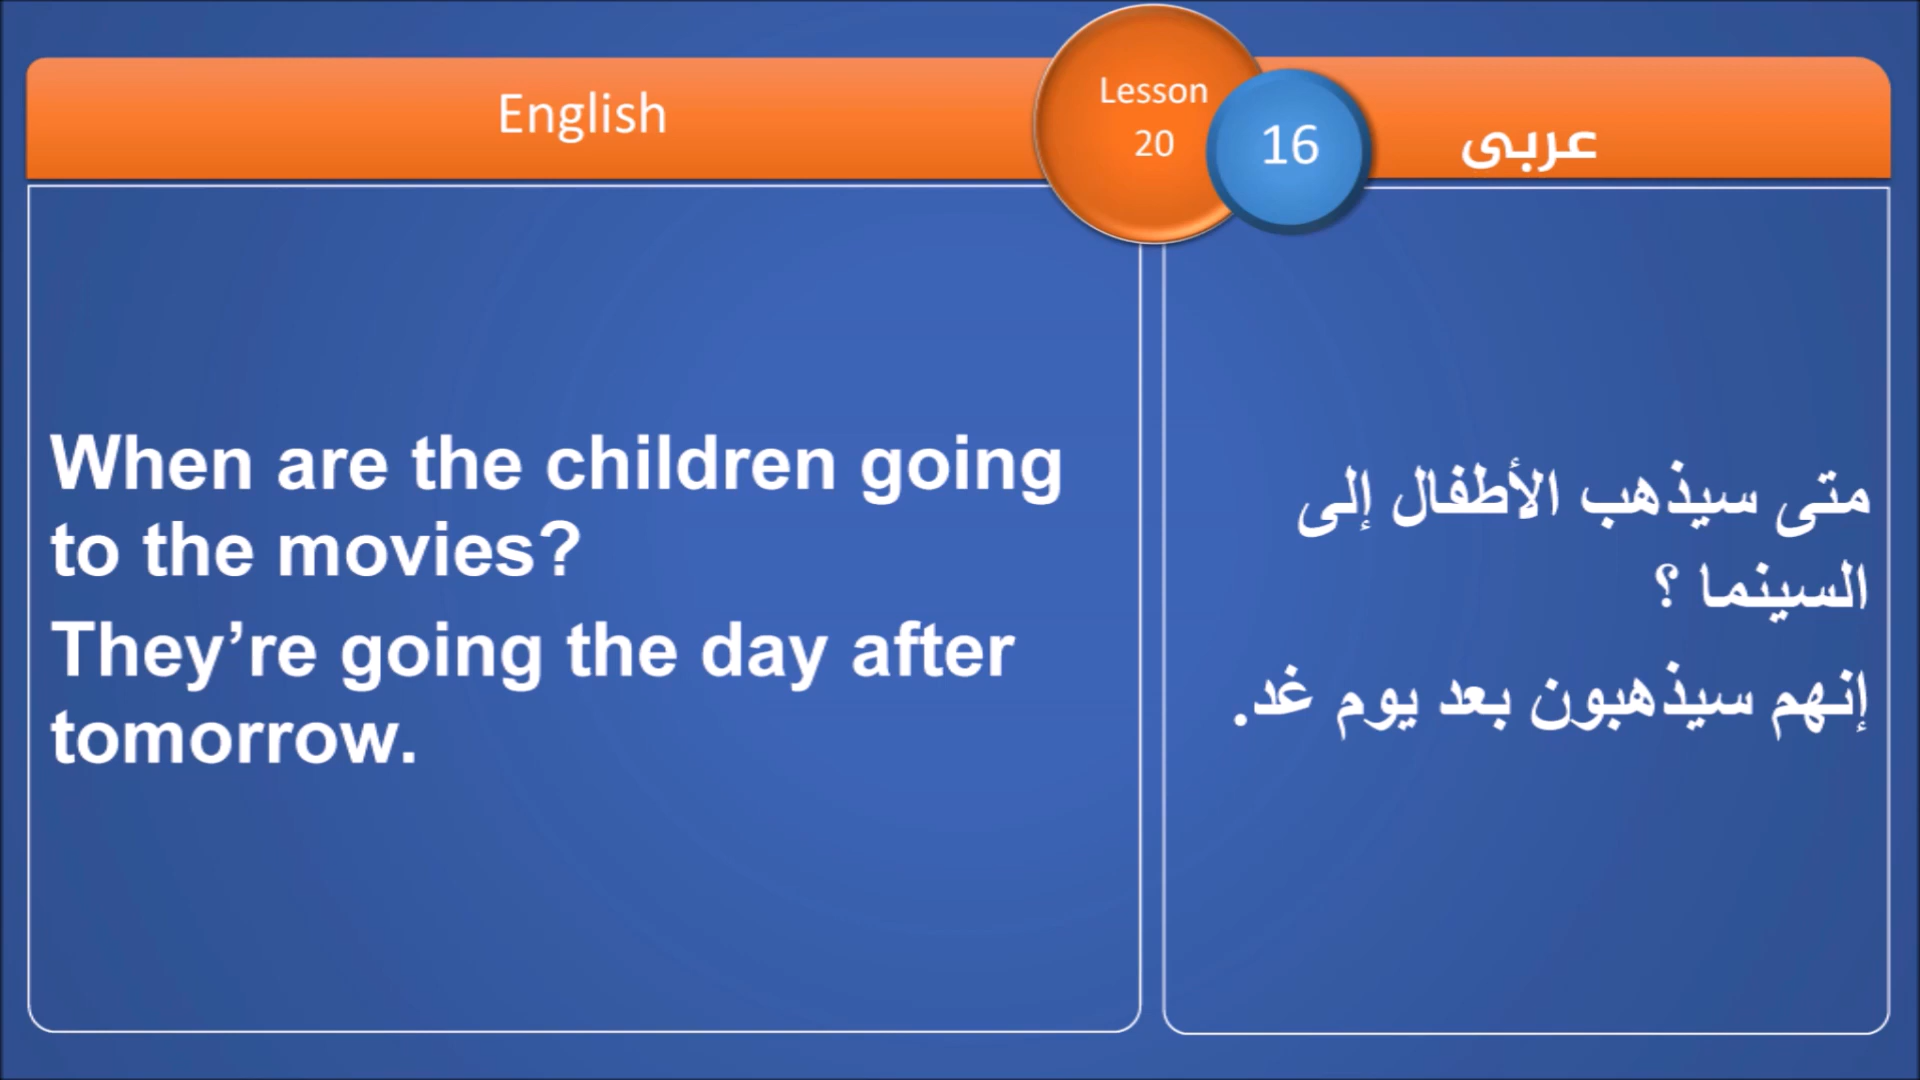 English
Lesson
20
16
عربى
When are the children going
to the movies?
They’re going the day after
tomorrow.
متى سيذهب الأطفال إلى
السينما ؟
إنهم سيذهبون بعد يوم غد.